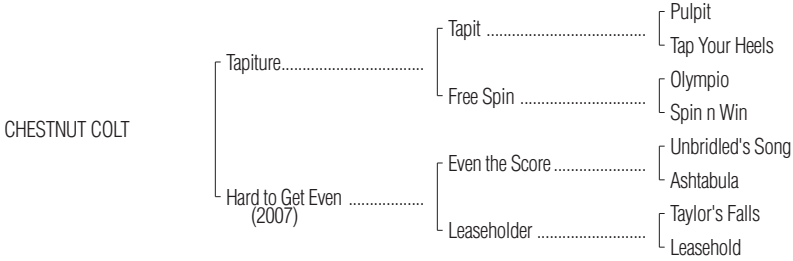 Pulpit
Tapit ....................................
Tap Your Heels
Tapiture................................
Olympio
Free Spin ............................
Spin n Win
CHESTNUT COLT
Unbridled's Song
Even the Score.....................
Ashtabula
Hard to Get Even .................
(2007)
Taylor's Falls
Leaseholder ........................
Leasehold